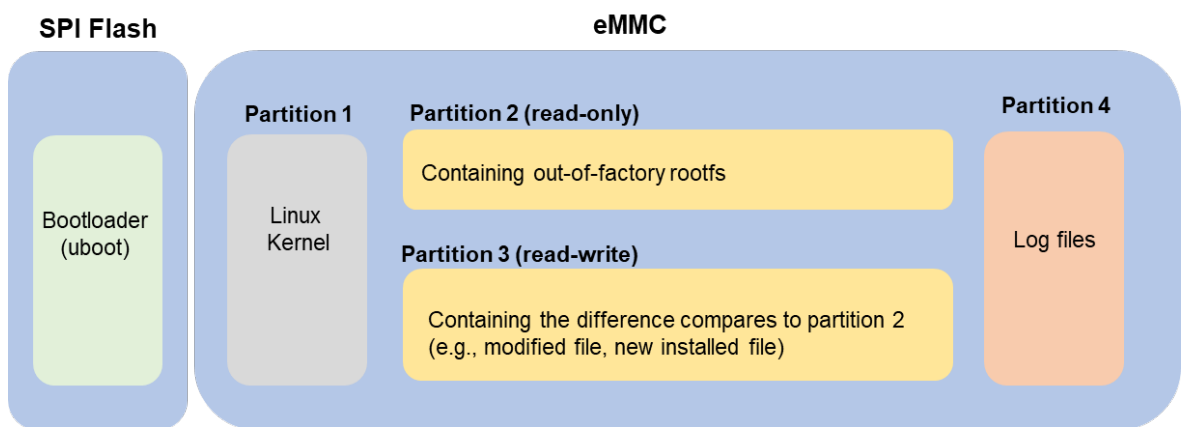 SPI Flash
eMMC
Bootloader
(uboot)
Partition 1
Linux
Kernel
Partition 2 (read-only)
Containing out-of-factory rootfs
Partition 3 (read-write)
Containing the difference compares to partition 2
(e.g., modified file, new installed file)
Partition 4
Log files